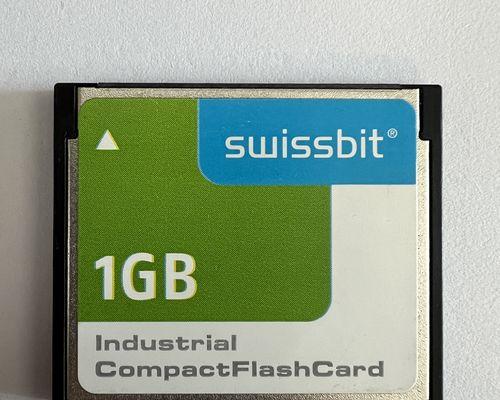 swissbit®
1GB
Industrial
CompactFlashCard